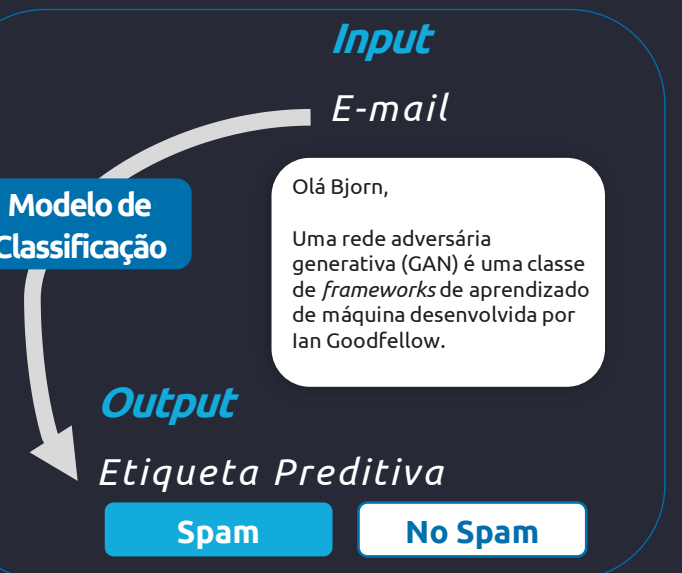 Input
E-mail
Modelo de
Classificação
Olá Bjorn,
Uma rede adversária
generativa (GAN) é uma classe
de frameworks de aprendizado
de máquina desenvolvida por
Ian Goodfellow.
Output
Etiqueta Preditiva
Spam
No Spam